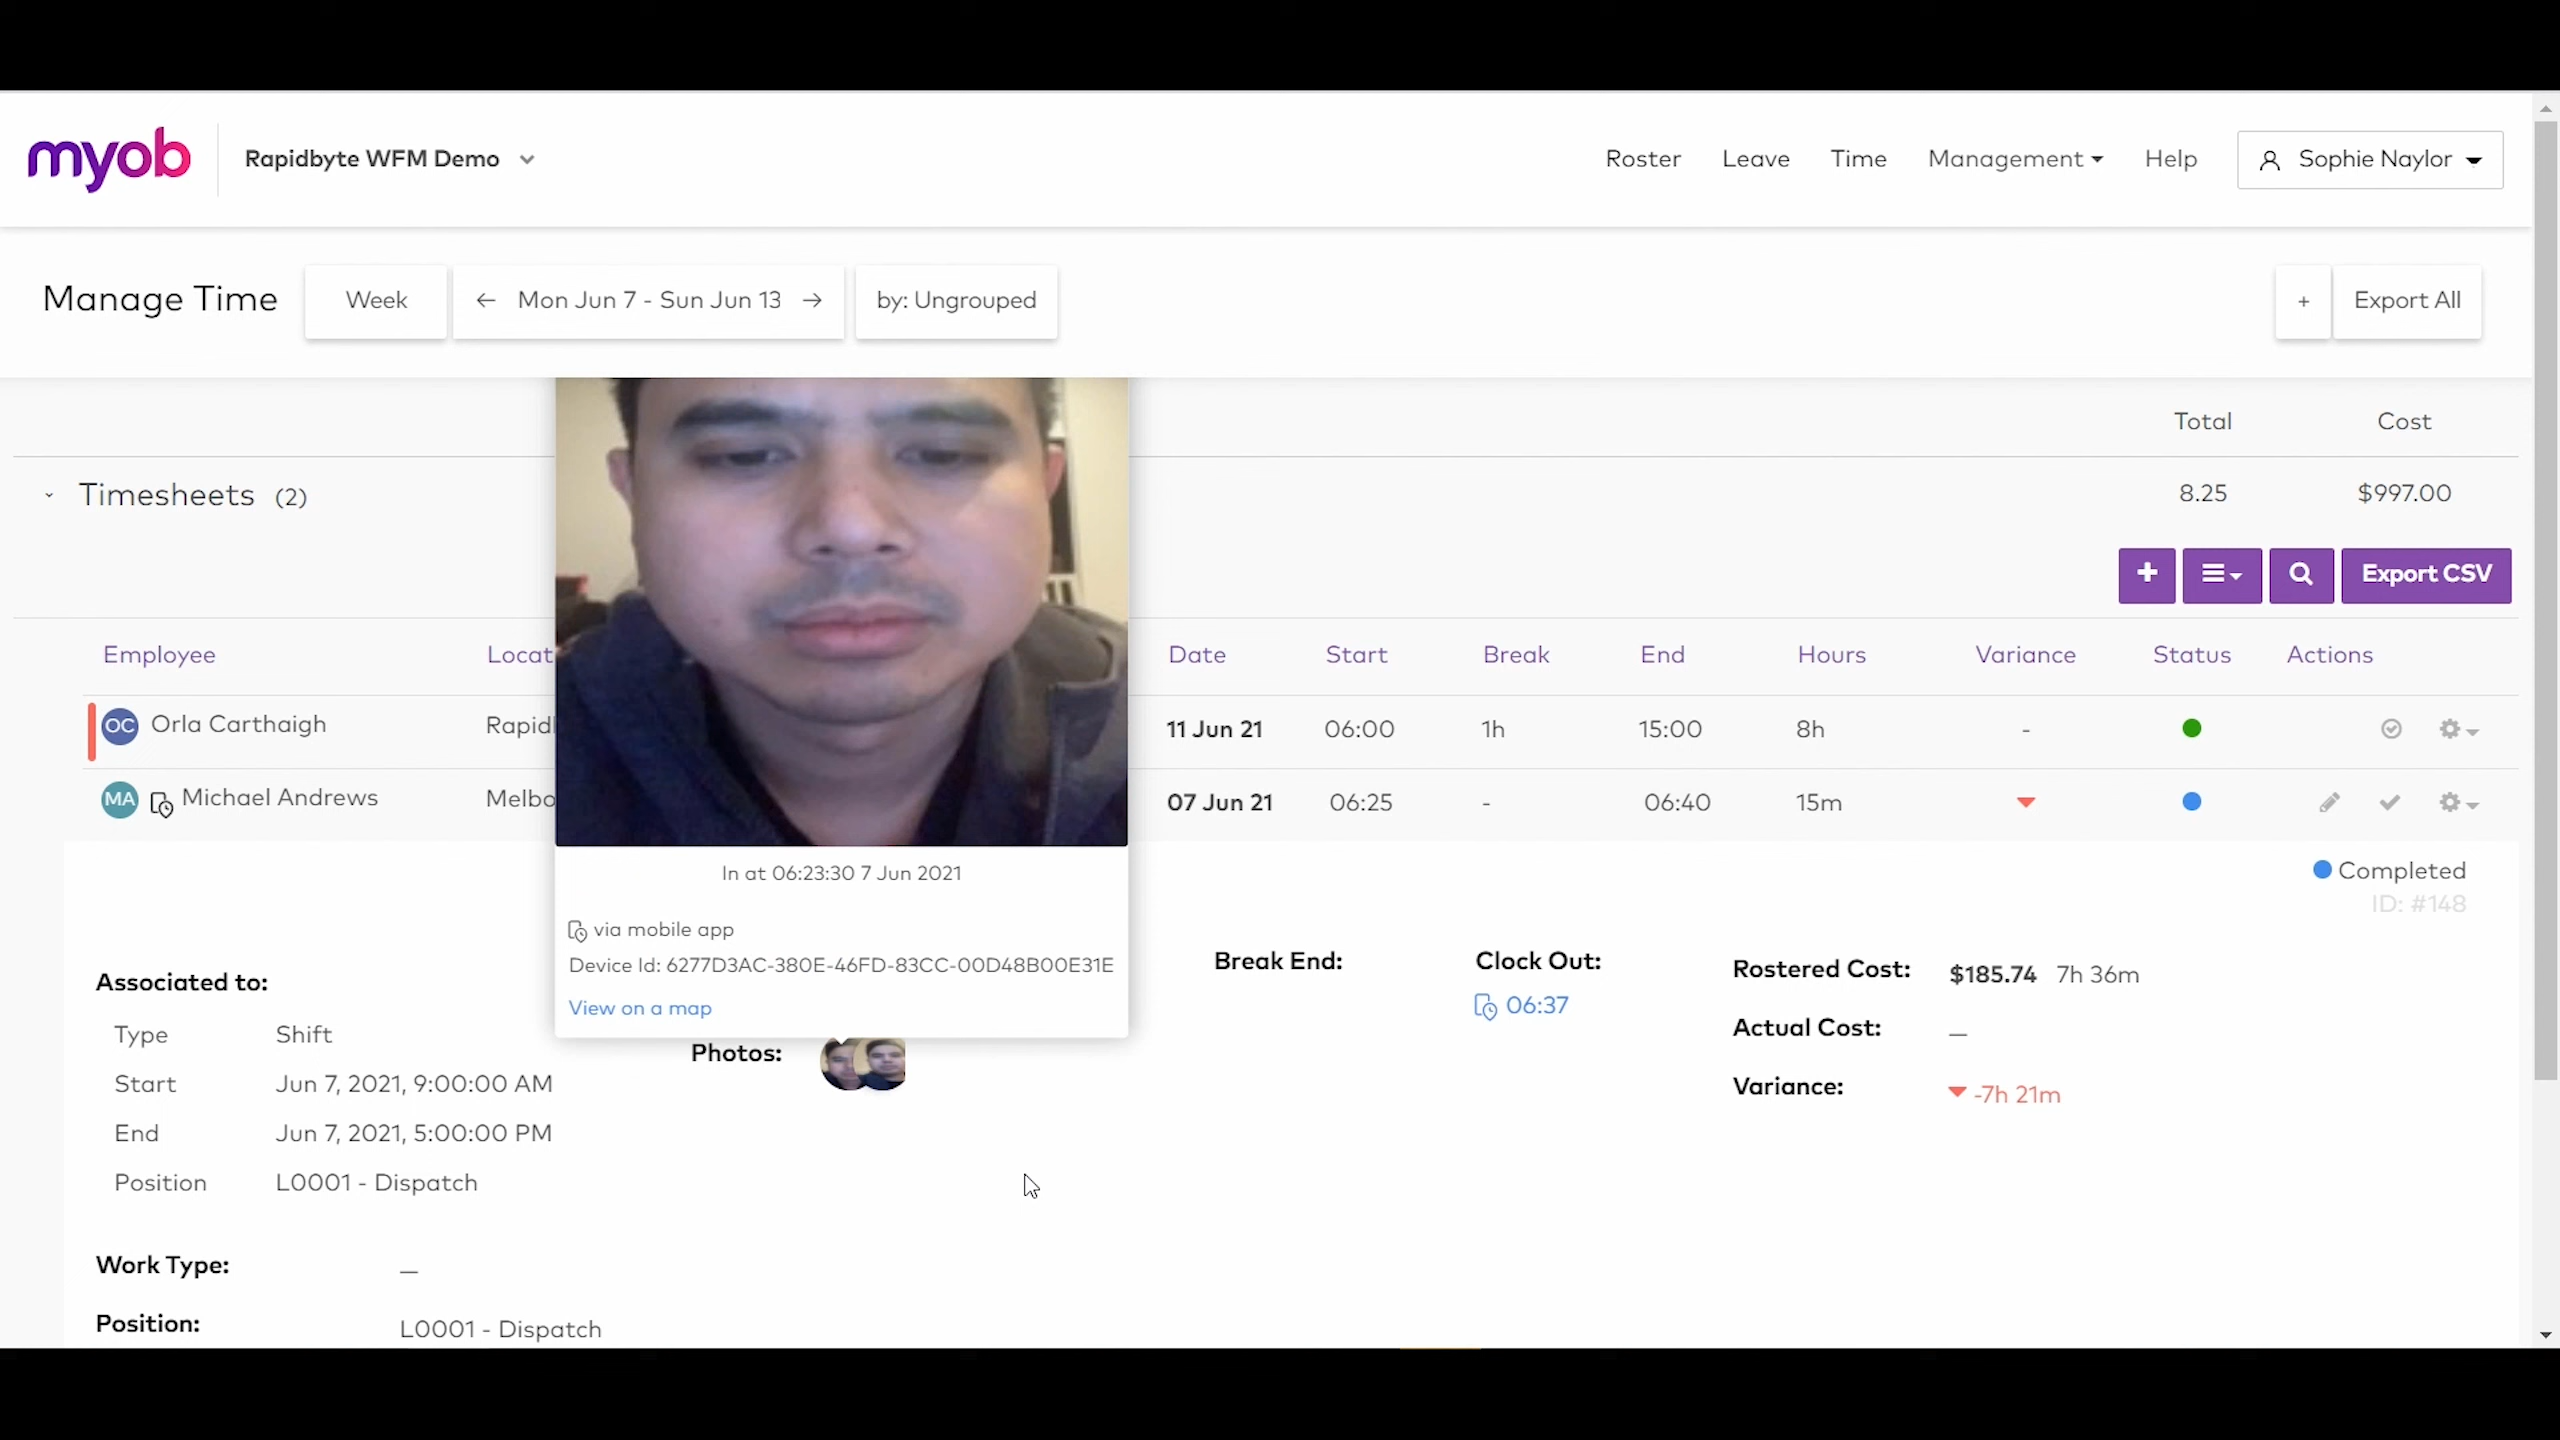 myob Rapidbyte WFM Demo Roster Leave Time Management Help Sophie Naylor
Manage Time Week ← Mon Jun 7 - Sun Jun 13 → by: Ungrouped + Export All
Total Cost
Timesheets (2) 8.25 $997.00
+ Export CSV
Employee Locat Date Start Break End Hours Variance Status Actions
OC Orla Carthaigh Rapid 11 Jun 21 06:00 1h 15:00 8h -
MA Michael Andrews Melbo 07 Jun 21 06:25 - 06:40 15m
In at 06:23:30 7 Jun 2021
Completed
ID: #148
via mobile app
Device Id: 6277D3AC-380E-46FD-83CC-00D48B00E31E
View on a map
Break End: Clock Out: Rostered Cost: $185.74 7h 36m
06:37
Associated to:
Actual Cost: —
Type Shift
Photos:
Start Jun 7, 2021, 9:00:00 AM
Variance: -7h 21m
End Jun 7, 2021, 5:00:00 PM
Position L0001 - Dispatch
Work Type: —
Position: L0001 - Dispatch